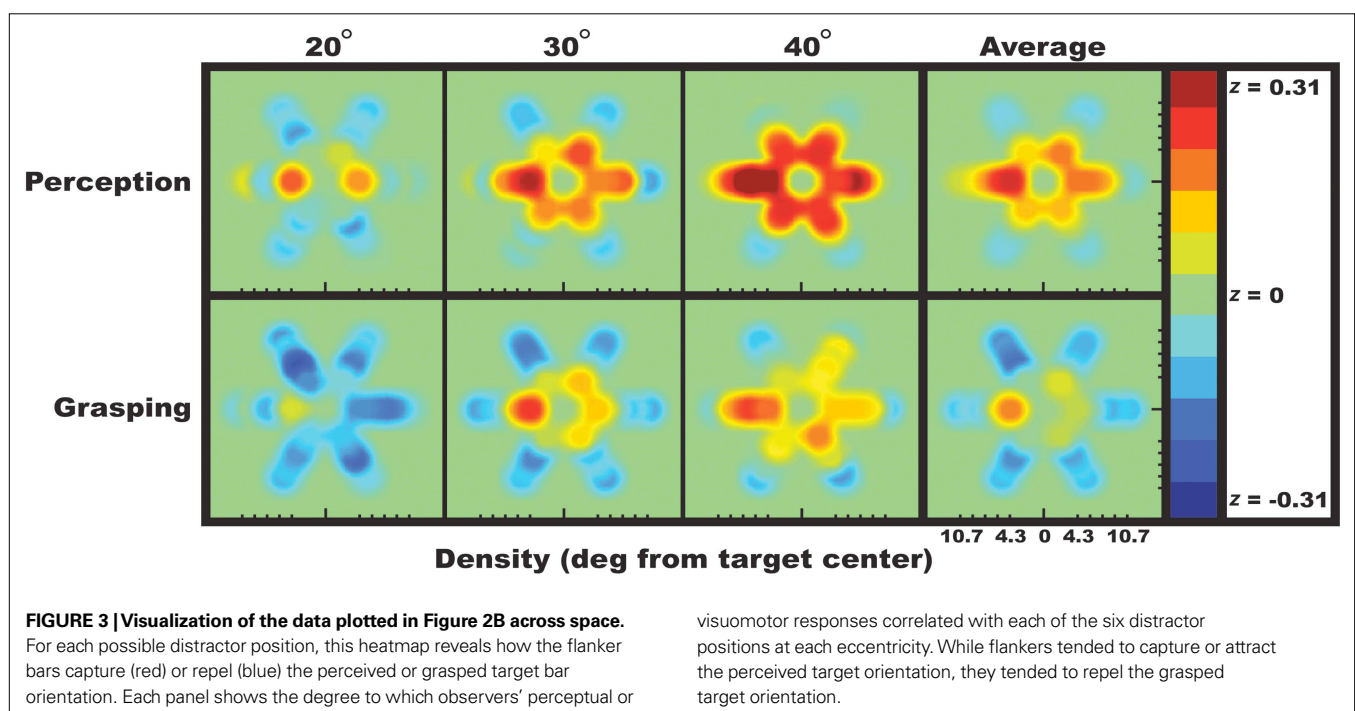 20° 30° 40° Average
z = 0.31
Perception
z = 0
Grasping
z = -0.31
10.7 4.3 0 4.3 10.7
Density (deg from target center)
FIGURE 3 | Visualization of the data plotted in Figure 2B across space.
For each possible distractor position, this heatmap reveals how the flanker
bars capture (red) or repel (blue) the perceived or grasped target bar
orientation. Each panel shows the degree to which observers' perceptual or
visuomotor responses correlated with each of the six distractor
positions at each eccentricity. While flankers tended to capture or attract
the perceived target orientation, they tended to repel the grasped
target orientation.